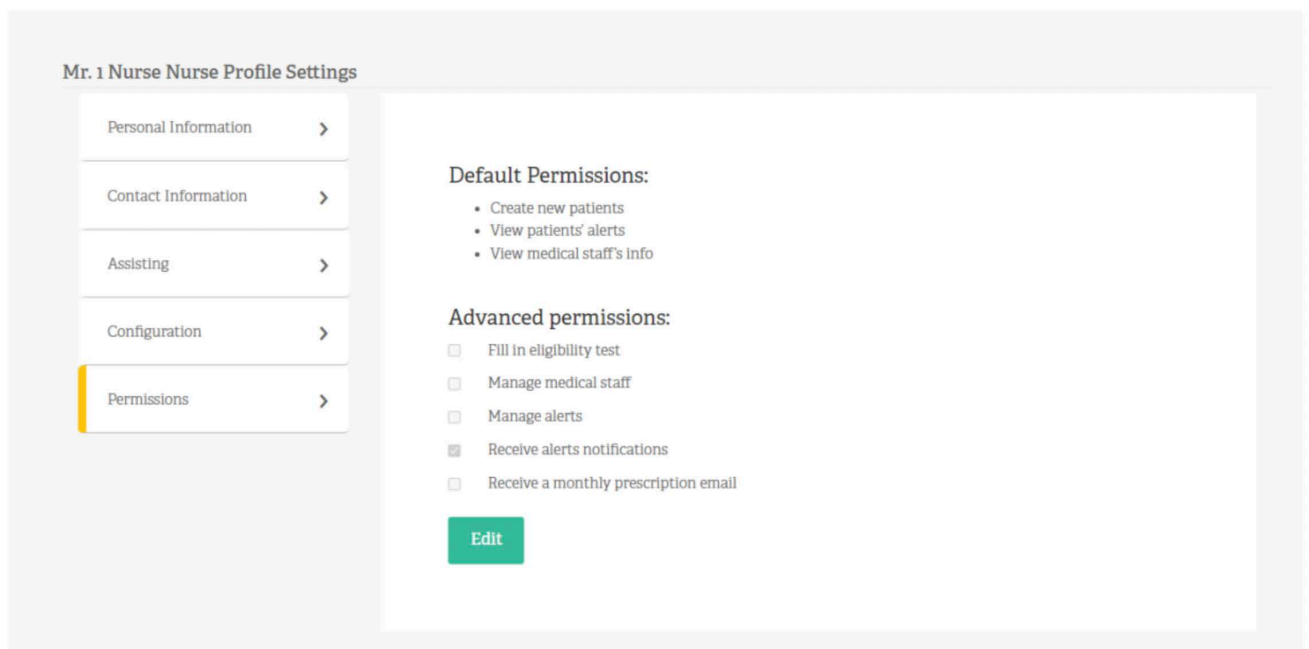 Mr. 1 Nurse Nurse Profile Settings
Personal Information
Contact Information
Assisting
Configuration
Permissions
Default Permissions:
Create new patients
View patients' alerts
View medical staff's info
Advanced permissions:
Fill in eligibility test
Manage medical staff
Manage alerts
Receive alerts notifications
Receive a monthly prescription email
Edit